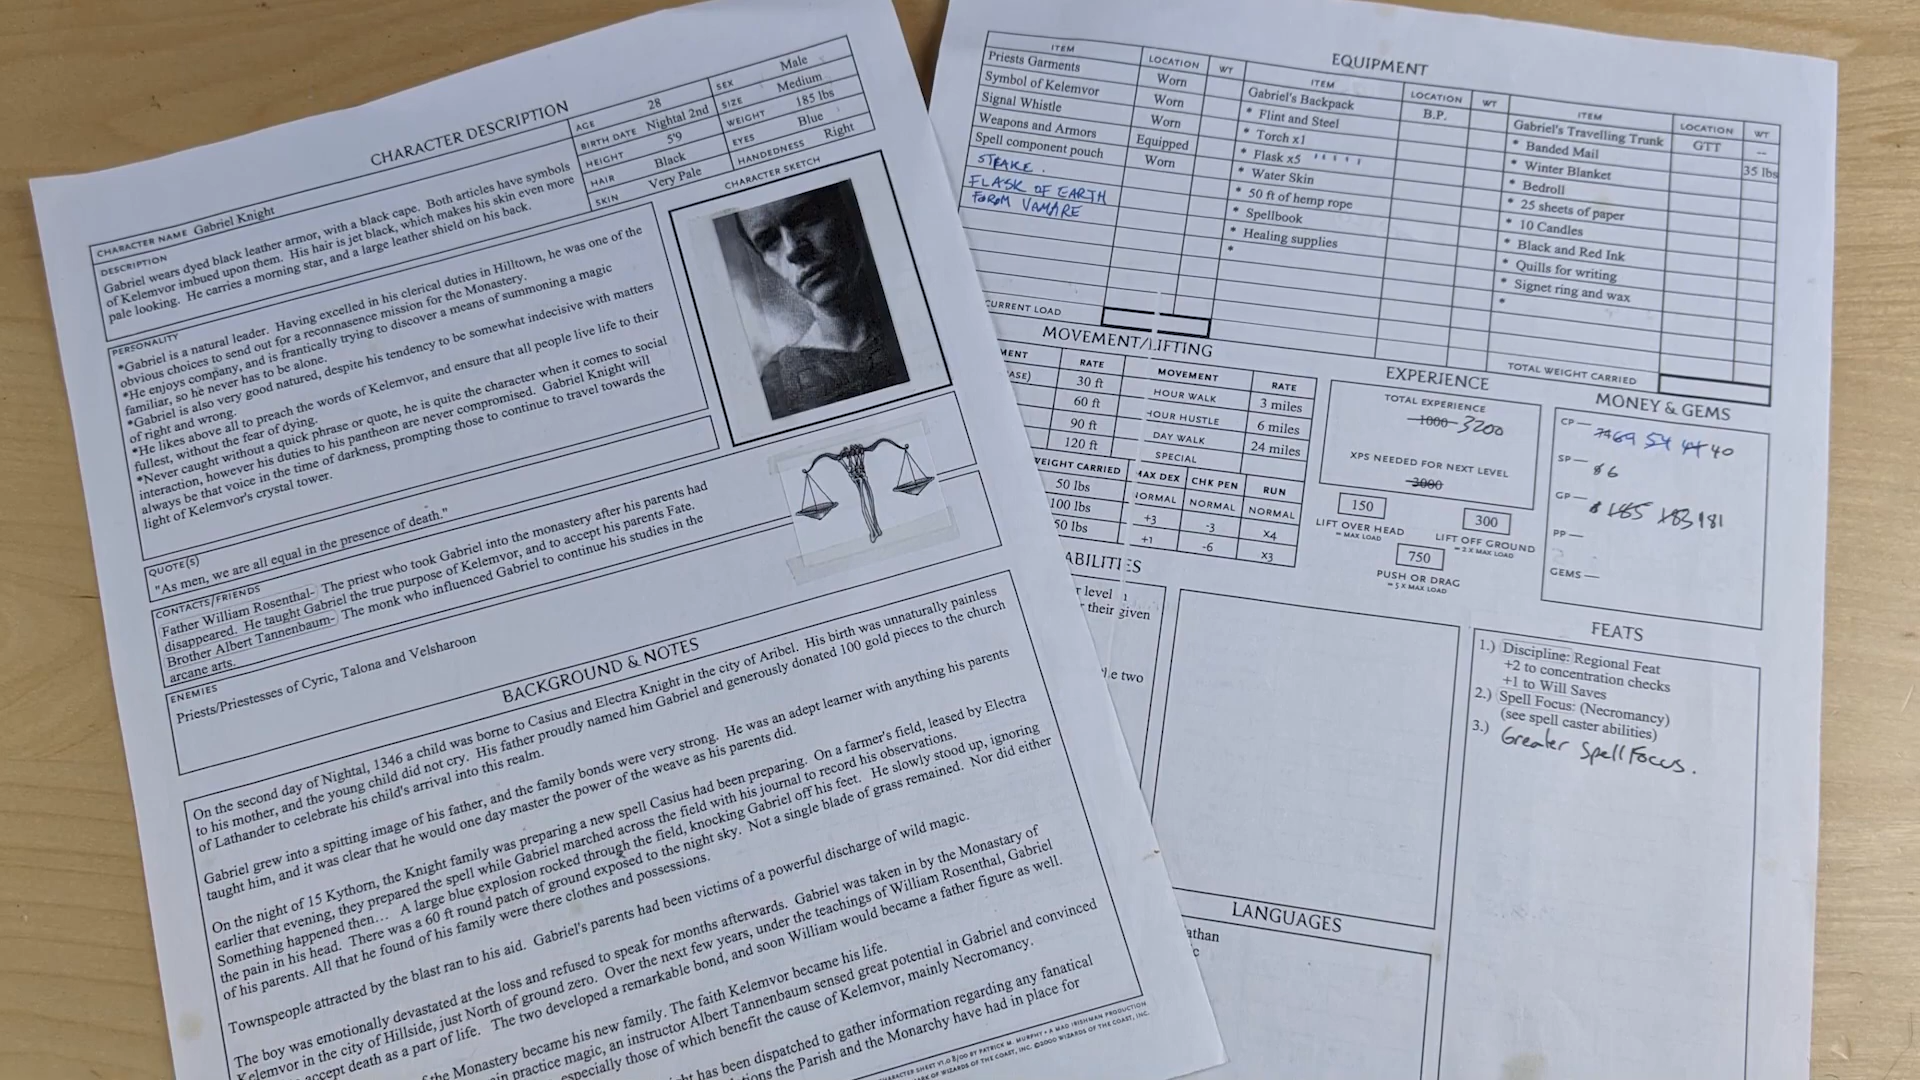 CHARACTER DESCRIPTION
CHARACTER NAME Gabriel Knight
AGE 28
SEX Male
BIRTH DATE Nightal 2nd
SIZE Medium
HEIGHT 5'9
WEIGHT 185 lbs
HAIR Black
EYES Blue
SKIN Very Pale
HANDEDNESS Right
DESCRIPTION
Gabriel wears dyed black leather armor, with a black cape. Both articles have symbols
of Kelemvor imbued upon them. His hair is jet black, which makes his skin even more
pale looking. He carries a morning star, and a large leather shield on his back.
CHARACTER SKETCH
PERSONALITY
*Gabriel is a natural leader. Having excelled in his clerical duties in Hilltown, he was one of the
obvious choices to send out for a reconnasence mission for the Monastery.
*He enjoys company, and is frantically trying to discover a means of summoning a magic
familiar, so he never has to be alone.
*Gabriel is also very good natured, despite his tendency to be somewhat indecisive with matters
of right and wrong.
*He likes above all to preach the words of Kelemvor, and ensure that all people live life to their
fullest, without the fear of dying.
*Never caught without a quick phrase or quote, he is quite the character when it comes to social
interaction, however his duties to his pantheon are never compromised. Gabriel Knight will
always be that voice in the time of darkness, prompting those to continue to travel towards the
light of Kelemvor's crystal tower.
QUOTE(S)
"As men, we are all equal in the presence of death."
CONTACTS/FRIENDS
Father William Rosenthal- The priest who took Gabriel into the monastery after his parents had
disappeared. He taught Gabriel the true purpose of Kelemvor, and to accept his parents Fate.
Brother Albert Tannenbaum- The monk who influenced Gabriel to continue his studies in the
arcane arts.
ENEMIES
Priests/Priestesses of Cyric, Talona and Velsharoon
BACKGROUND & NOTES
On the second day of Nightal, 1346 a child was borne to Casius and Electra Knight in the city of Aribel. His birth was unnaturally painless
to his mother, and the young child did not cry. His father proudly named him Gabriel and generously donated 100 gold pieces to the church
of Lathander to celebrate his child's arrival into this realm.
Gabriel grew into a spitting image of his father, and the family bonds were very strong. He was an adept learner with anything his parents
taught him, and it was clear that he would one day master the power of the weave as his parents did.
On the night of 15 Kythorn, the Knight family was preparing a new spell Casius had been preparing. On a farmer's field, leased by Electra
earlier that evening, they prepared the spell while Gabriel marched across the field with his journal to record his observations.
Something happened then... A large blue explosion rocked through the field, knocking Gabriel off his feet. He slowly stood up, ignoring
the pain in his head. There was a 60 ft round patch of ground exposed to the night sky. Not a single blade of grass remained. Nor did either
of his parents. All that he found of his family were there clothes and possessions.
Townspeople attracted by the blast ran to his aid. Gabriel's parents had been victims of a powerful discharge of wild magic.
The boy was emotionally devastated at the loss and refused to speak for months afterwards. Gabriel was taken in by the Monastary of
Kelemvor in the city of Hillside, just North of ground zero. Over the next few years, under the teachings of William Rosenthal, Gabriel
accept death as a part of life. The two developed a remarkable bond, and soon William would became a father figure as well.
the Monastery became his new family. The faith Kelemvor became his life.
in practice magic, an instructor Albert Tannenbaum sensed great potential in Gabriel and convinced
especially those of which benefit the cause of Kelemvor, mainly Necromancy.
has been dispatched to gather information regarding any fanatical
the Parish and the Monarchy have had in place for
CHARACTER SHEET V1.0 8/00 BY PATRICK M. MURPHY • A MAD IRISHMAN PRODUCTION
OF WIZARDS OF THE COAST, INC. ©2000 WIZARDS OF THE COAST, INC.
EQUIPMENT
ITEM LOCATION WT
Priests Garments Worn
Symbol of Kelemvor Worn
Signal Whistle Worn
Weapons and Armors Equipped
Spell component pouch Worn
FLASK OF EARTH
CURRENT LOAD
ITEM LOCATION WT
Gabriel's Backpack B.P.
* Flint and Steel
* Torch x1
* Flask x5
* Water Skin
* 50 ft of hemp rope
* Spellbook
* Healing supplies
*
ITEM LOCATION WT
Gabriel's Travelling Trunk GTT --
* Banded Mail 35 lbs
* Winter Blanket
* Bedroll
* 25 sheets of paper
* 10 Candles
* Black and Red Ink
* Quills for writing
* Signet ring and wax
*
TOTAL WEIGHT CARRIED
MOVEMENT/LIFTING
RATE MOVEMENT RATE
30 ft HOUR WALK 3 miles
60 ft HOUR HUSTLE 6 miles
90 ft DAY WALK 24 miles
120 ft SPECIAL
WEIGHT CARRIED MAX DEX CHK PEN RUN
50 lbs NORMAL NORMAL NORMAL
100 lbs +3 -3 x4
50 lbs +1 -6 x3
EXPERIENCE
TOTAL EXPERIENCE
1000 3200
XPS NEEDED FOR NEXT LEVEL
3000
150
LIFT OVER HEAD
= MAX LOAD
300
LIFT OFF GROUND
= 2 X MAX LOAD
750
PUSH OR DRAG
= 5 X MAX LOAD
MONEY & GEMS
CP — 54 44 40
SP — 6
GP — 185 183 181
PP —
GEMS —
ABILITIES
level
their given
two
FEATS
1.) Discipline: Regional Feat
+2 to concentration checks
+1 to Will Saves
2.) Spell Focus: (Necromancy)
(see spell caster abilities)
3.) Greater Spell Focus.
LANGUAGES